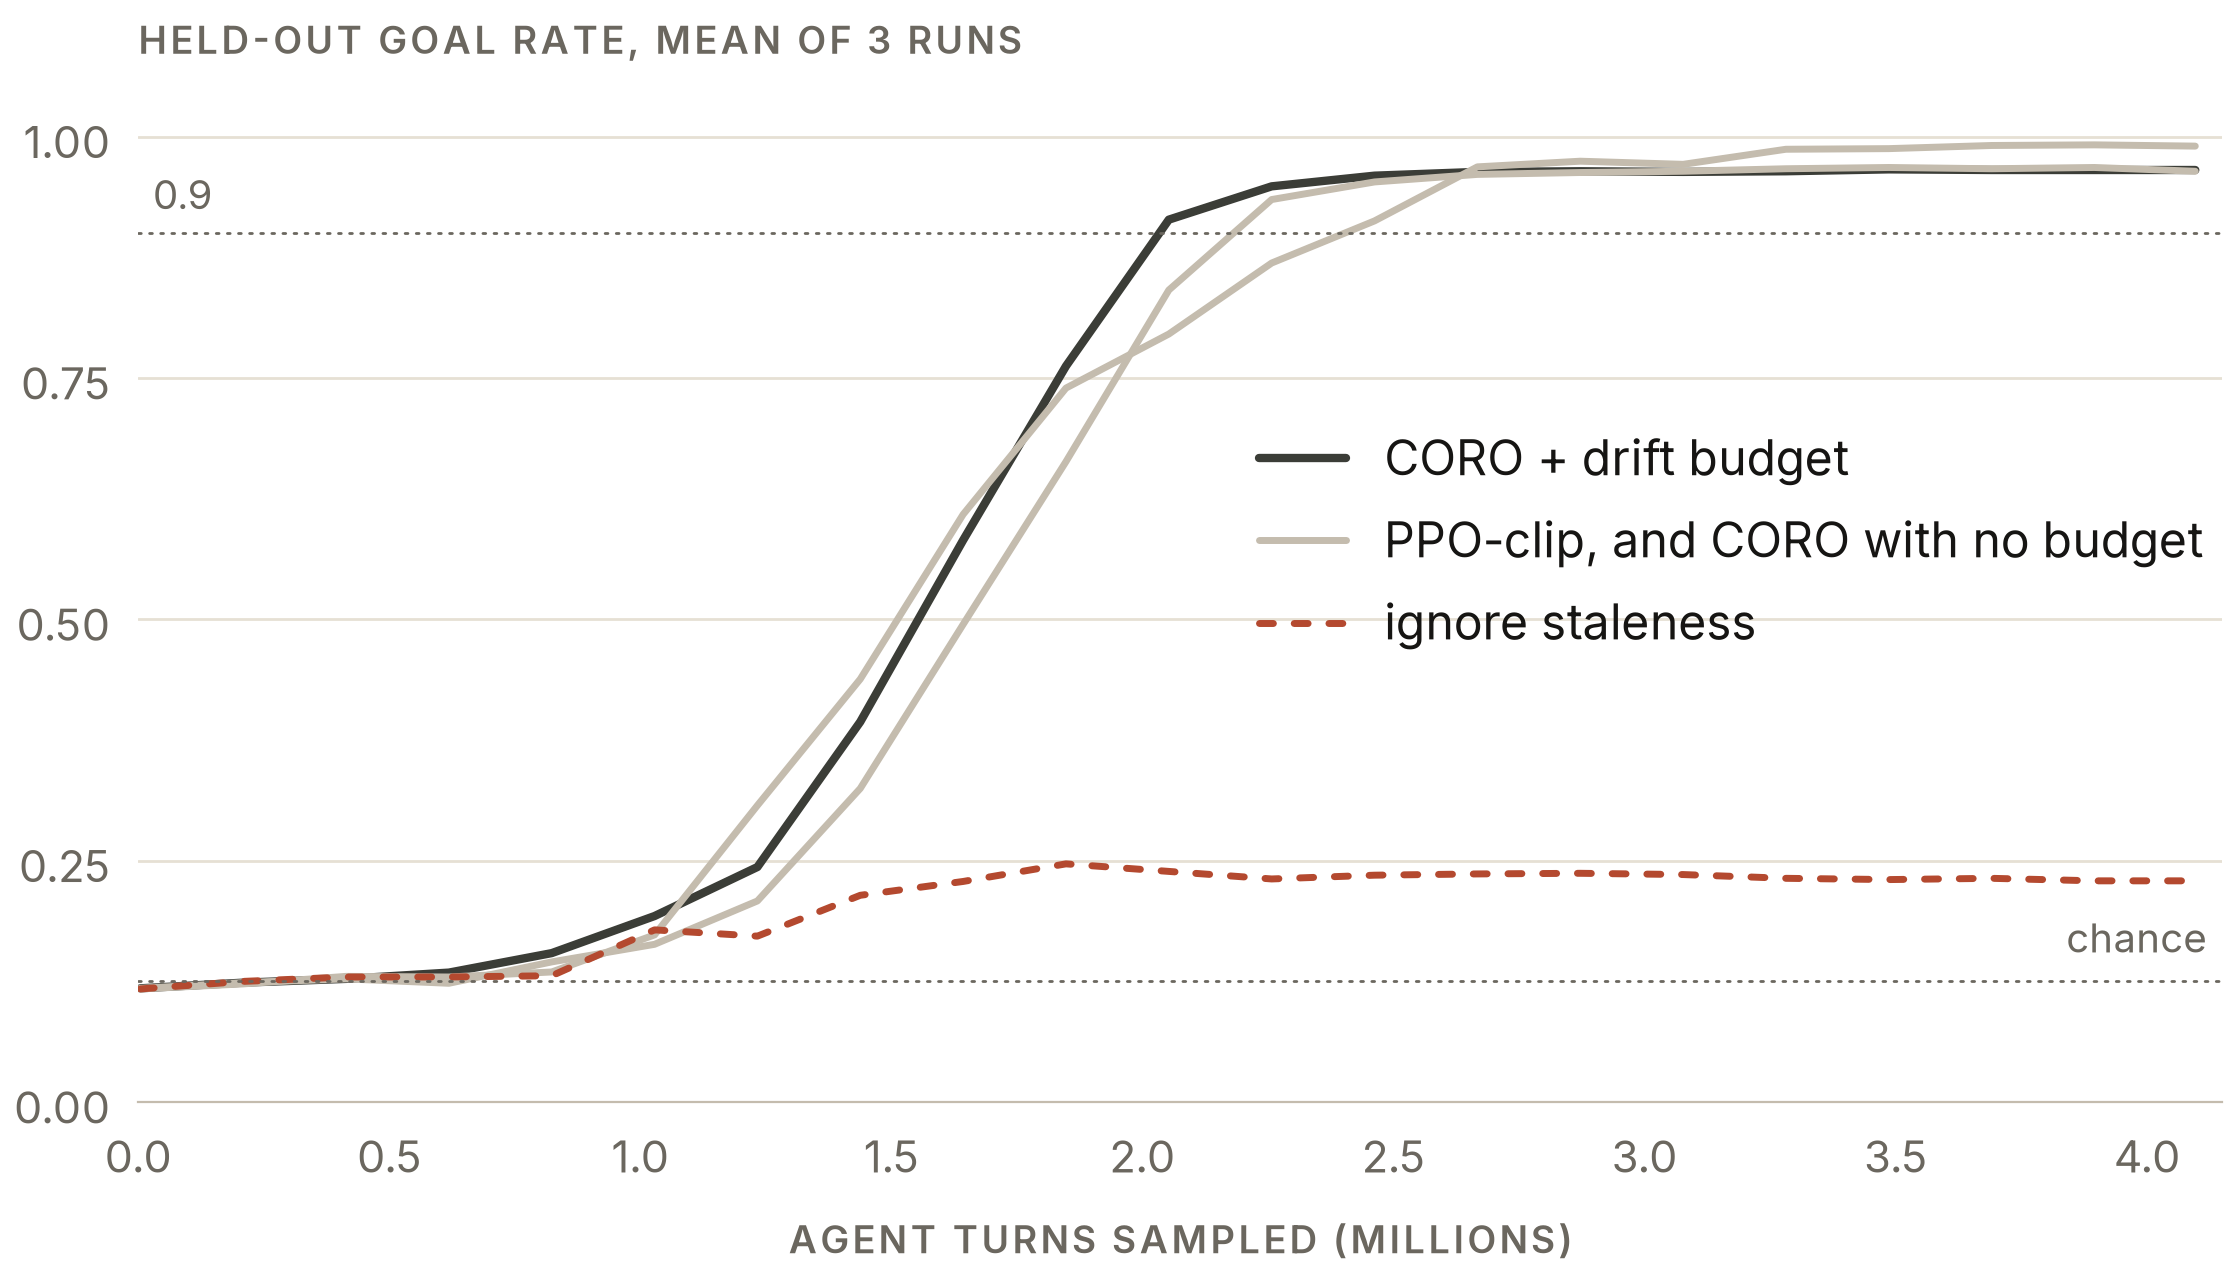 HELD-OUT GOAL RATE, MEAN OF 3 RUNS
1.00
0.9
0.75
CORO + drift budget
PPO-clip, and CORO with no budget
0.50
ignore staleness
0.25
chance
0.00
0.0 0.5 1.0 1.5 2.0 2.5 3.0 3.5 4.0
AGENT TURNS SAMPLED (MILLIONS)